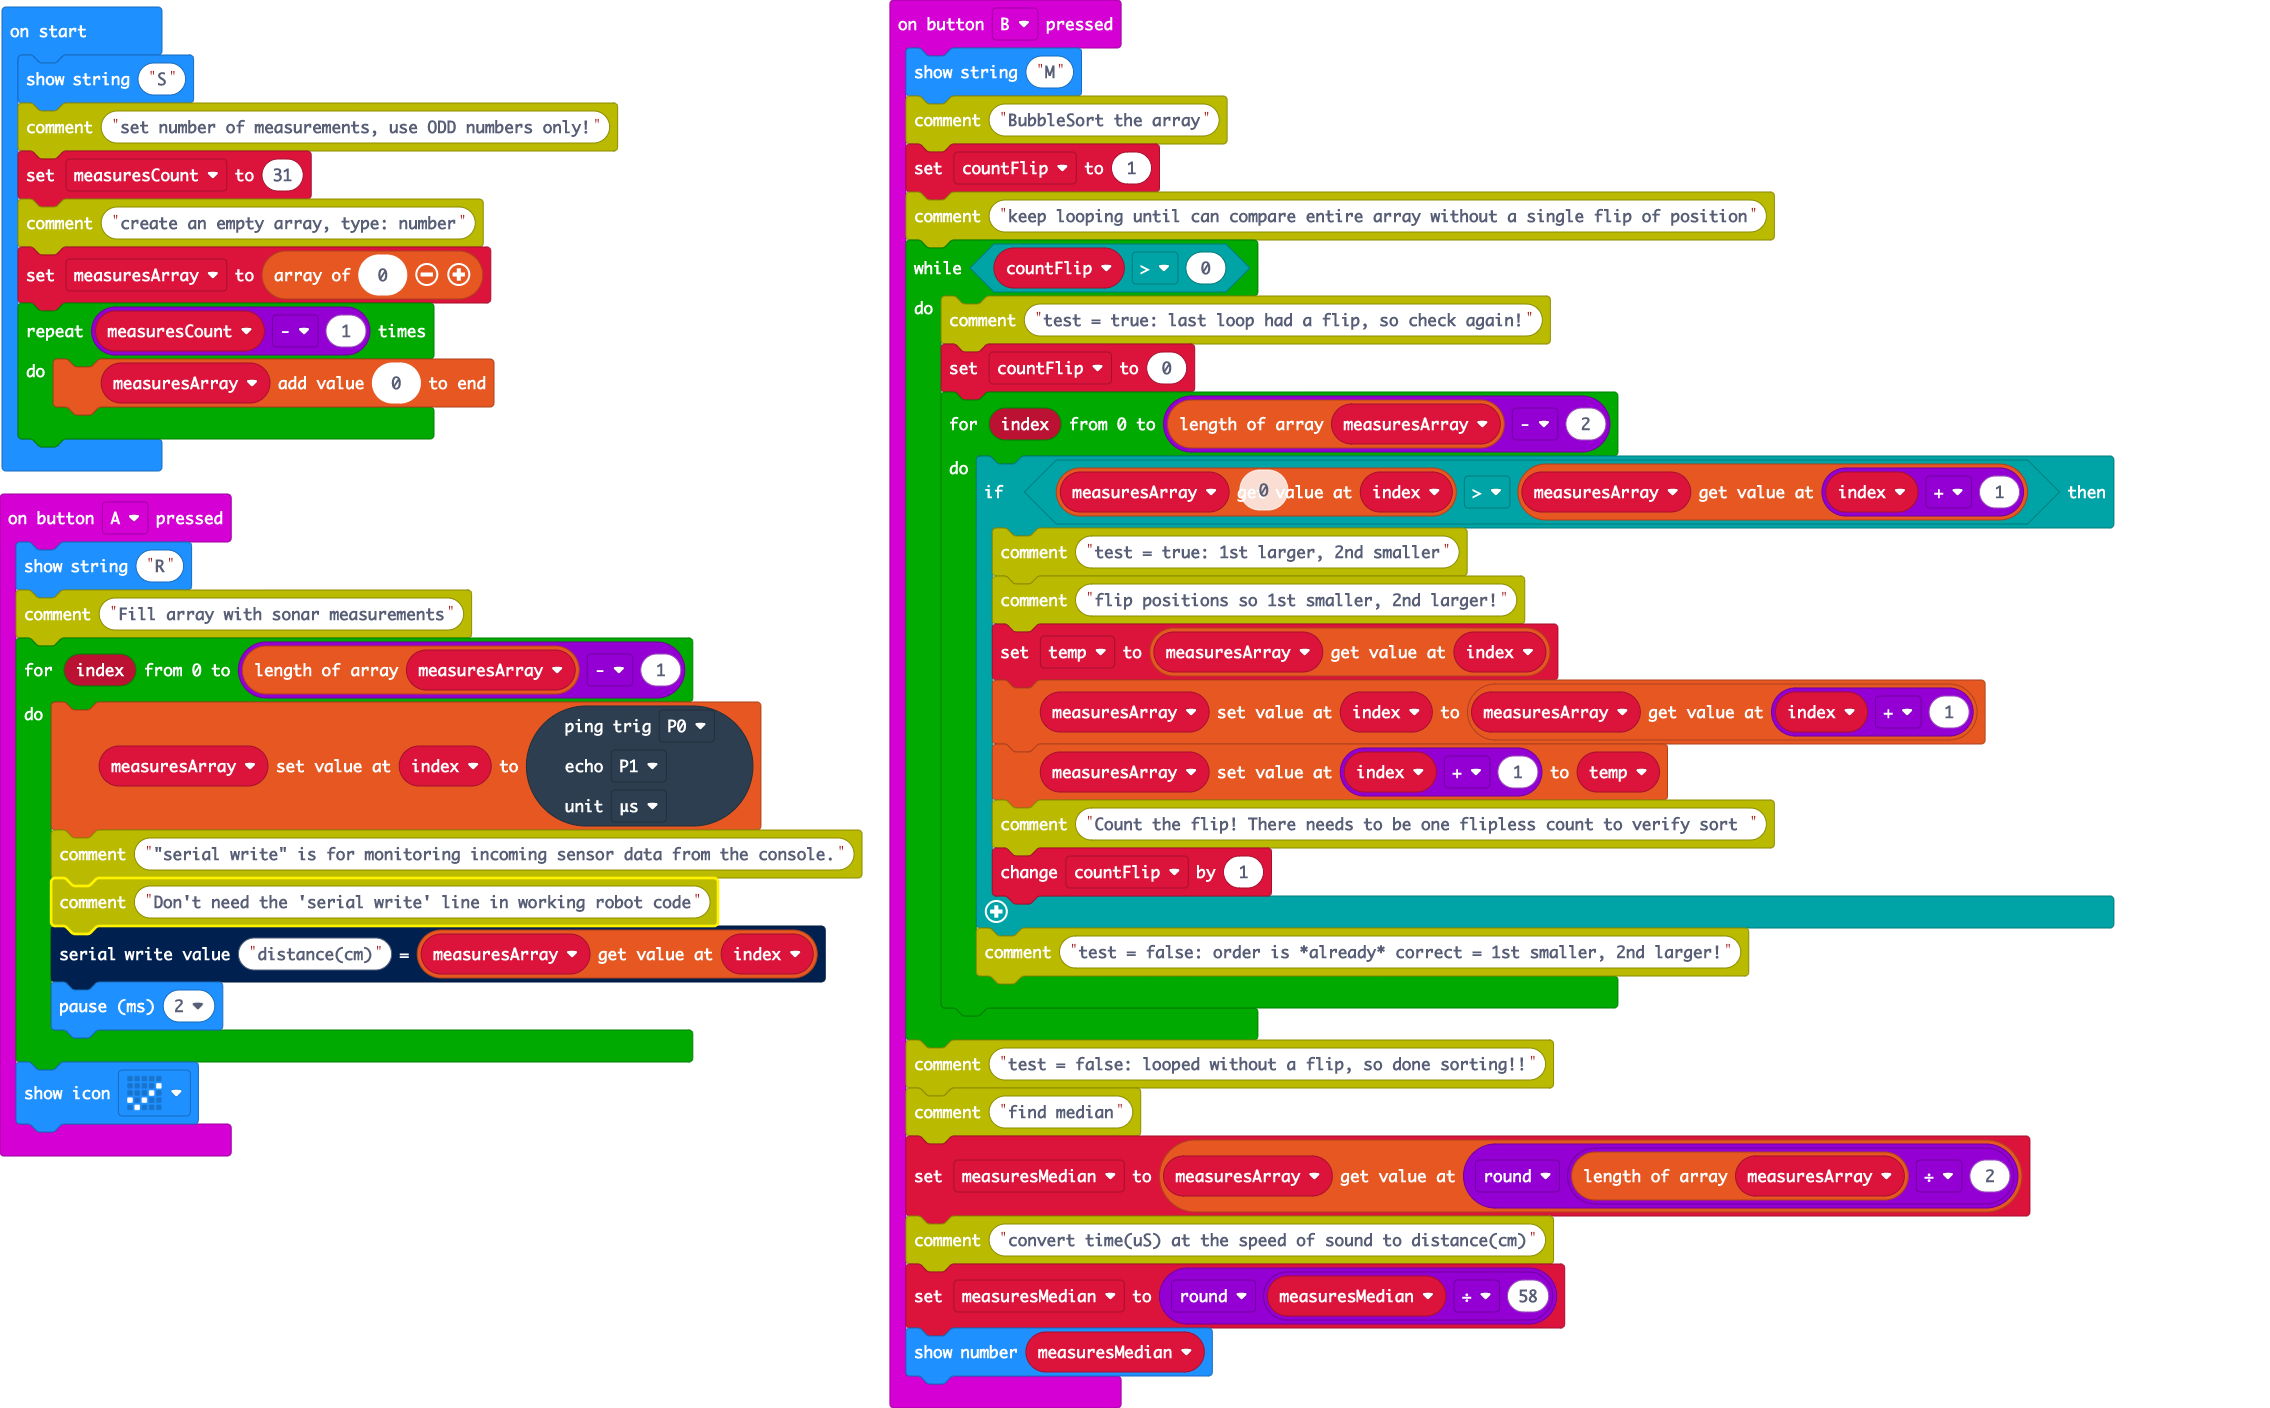 on start
show string "S"
comment "set number of measurements, use ODD numbers only!"
set measuresCount to 31
comment "create an empty array, type: number"
set measuresArray to array of 0
repeat measuresCount - 1 times
do measuresArray add value 0 to end
on button A pressed
show string "R"
comment "Fill array with sonar measurements"
for index from 0 to length of array measuresArray - 1
do
measuresArray set value at index to
ping trig P0
echo P1
unit µs
comment ""serial write" is for monitoring incoming sensor data from the console."
comment "Don't need the 'serial write' line in working robot code"
serial write value "distance(cm)" = measuresArray get value at index
pause (ms) 2
show icon
on button B pressed
show string "M"
comment "BubbleSort the array"
set countFlip to 1
comment "keep looping until can compare entire array without a single flip of position"
while countFlip > 0
do
comment "test = true: last loop had a flip, so check again!"
set countFlip to 0
for index from 0 to length of array measuresArray - 2
do
if measuresArray get value at index > measuresArray get value at index + 1 then
0
comment "test = true: 1st larger, 2nd smaller"
comment "flip positions so 1st smaller, 2nd larger!"
set temp to measuresArray get value at index
measuresArray set value at index to measuresArray get value at index + 1
measuresArray set value at index + 1 to temp
comment "Count the flip! There needs to be one flipless count to verify sort "
change countFlip by 1
comment "test = false: order is *already* correct = 1st smaller, 2nd larger!"
comment "test = false: looped without a flip, so done sorting!!"
comment "find median"
set measuresMedian to measuresArray get value at round length of array measuresArray ÷ 2
comment "convert time(uS) at the speed of sound to distance(cm)"
set measuresMedian to round measuresMedian ÷ 58
show number measuresMedian